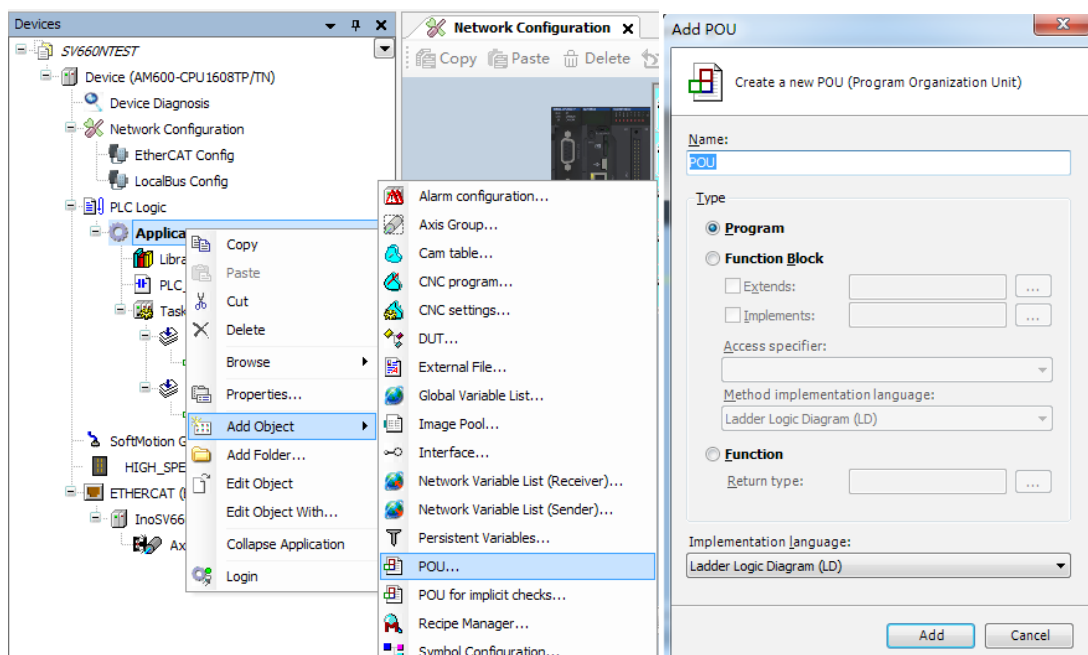 Devices
SV660NTEST
Device (AM600-CPU1608TP/TN)
Device Diagnosis
Network Configuration
EtherCAT Config
LocalBus Config
PLC Logic
Applica
Libra
PLC_
Task
SoftMotion G
HIGH_SPE
ETHERCAT (
InoSV66
Ax
Copy
Paste
Cut
Delete
Browse
Properties...
Add Object
Add Folder...
Edit Object
Edit Object With...
Collapse Application
Login
Network Configuration
Copy Paste Delete
Alarm configuration...
Axis Group...
Cam table...
CNC program...
CNC settings...
DUT...
External File...
Global Variable List...
Image Pool...
Interface...
Network Variable List (Receiver)...
Network Variable List (Sender)...
Persistent Variables...
POU...
POU for implicit checks...
Recipe Manager...
Symbol Configuration...
Add POU
Create a new POU (Program Organization Unit)
Name:
POU
Type
Program
Function Block
Extends:
...
Implements:
...
Access specifier:
Method implementation language:
Ladder Logic Diagram (LD)
Function
Return type:
...
Implementation language:
Ladder Logic Diagram (LD)
Add Cancel